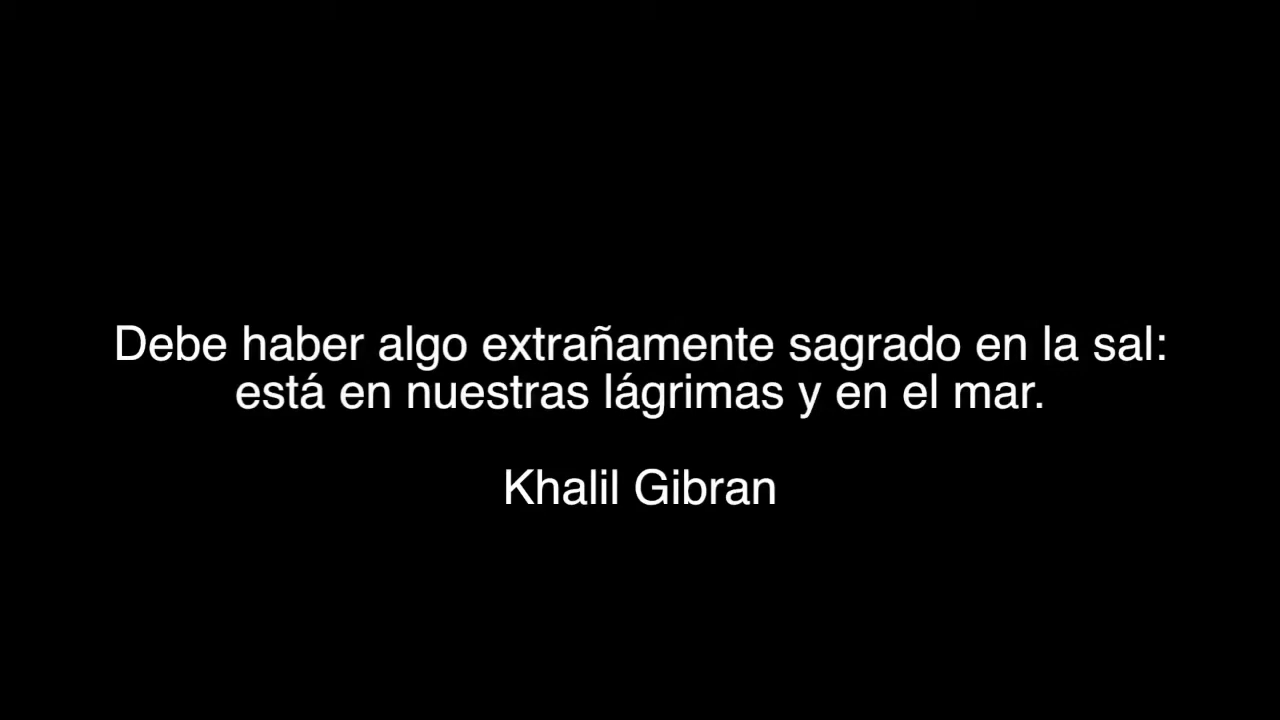 Debe haber algo extrañamente sagrado en la sal:
está en nuestras lágrimas y en el mar.
Khalil Gibran